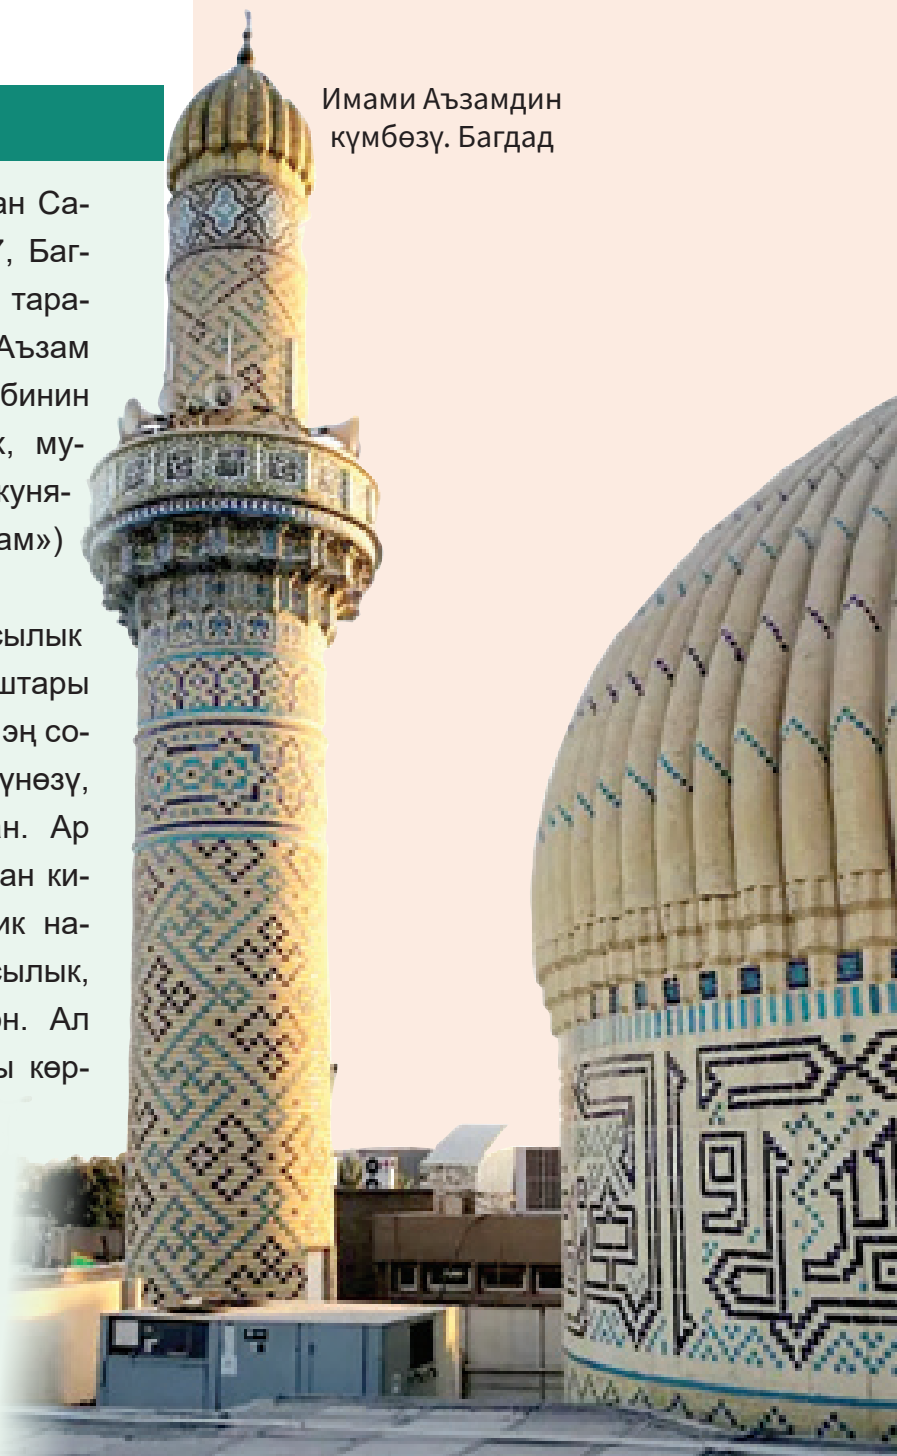 Имами Аъзамдин
күмбөзү. Багдад
ан Са-
, Баг-
тара-
Аъзам
бинин
, му-
куня-
ам»)
сылык
штары
эң со-
үнөзү,
н. Ар
ан ки-
ик на-
сылык,
н. Ал
ы көр-